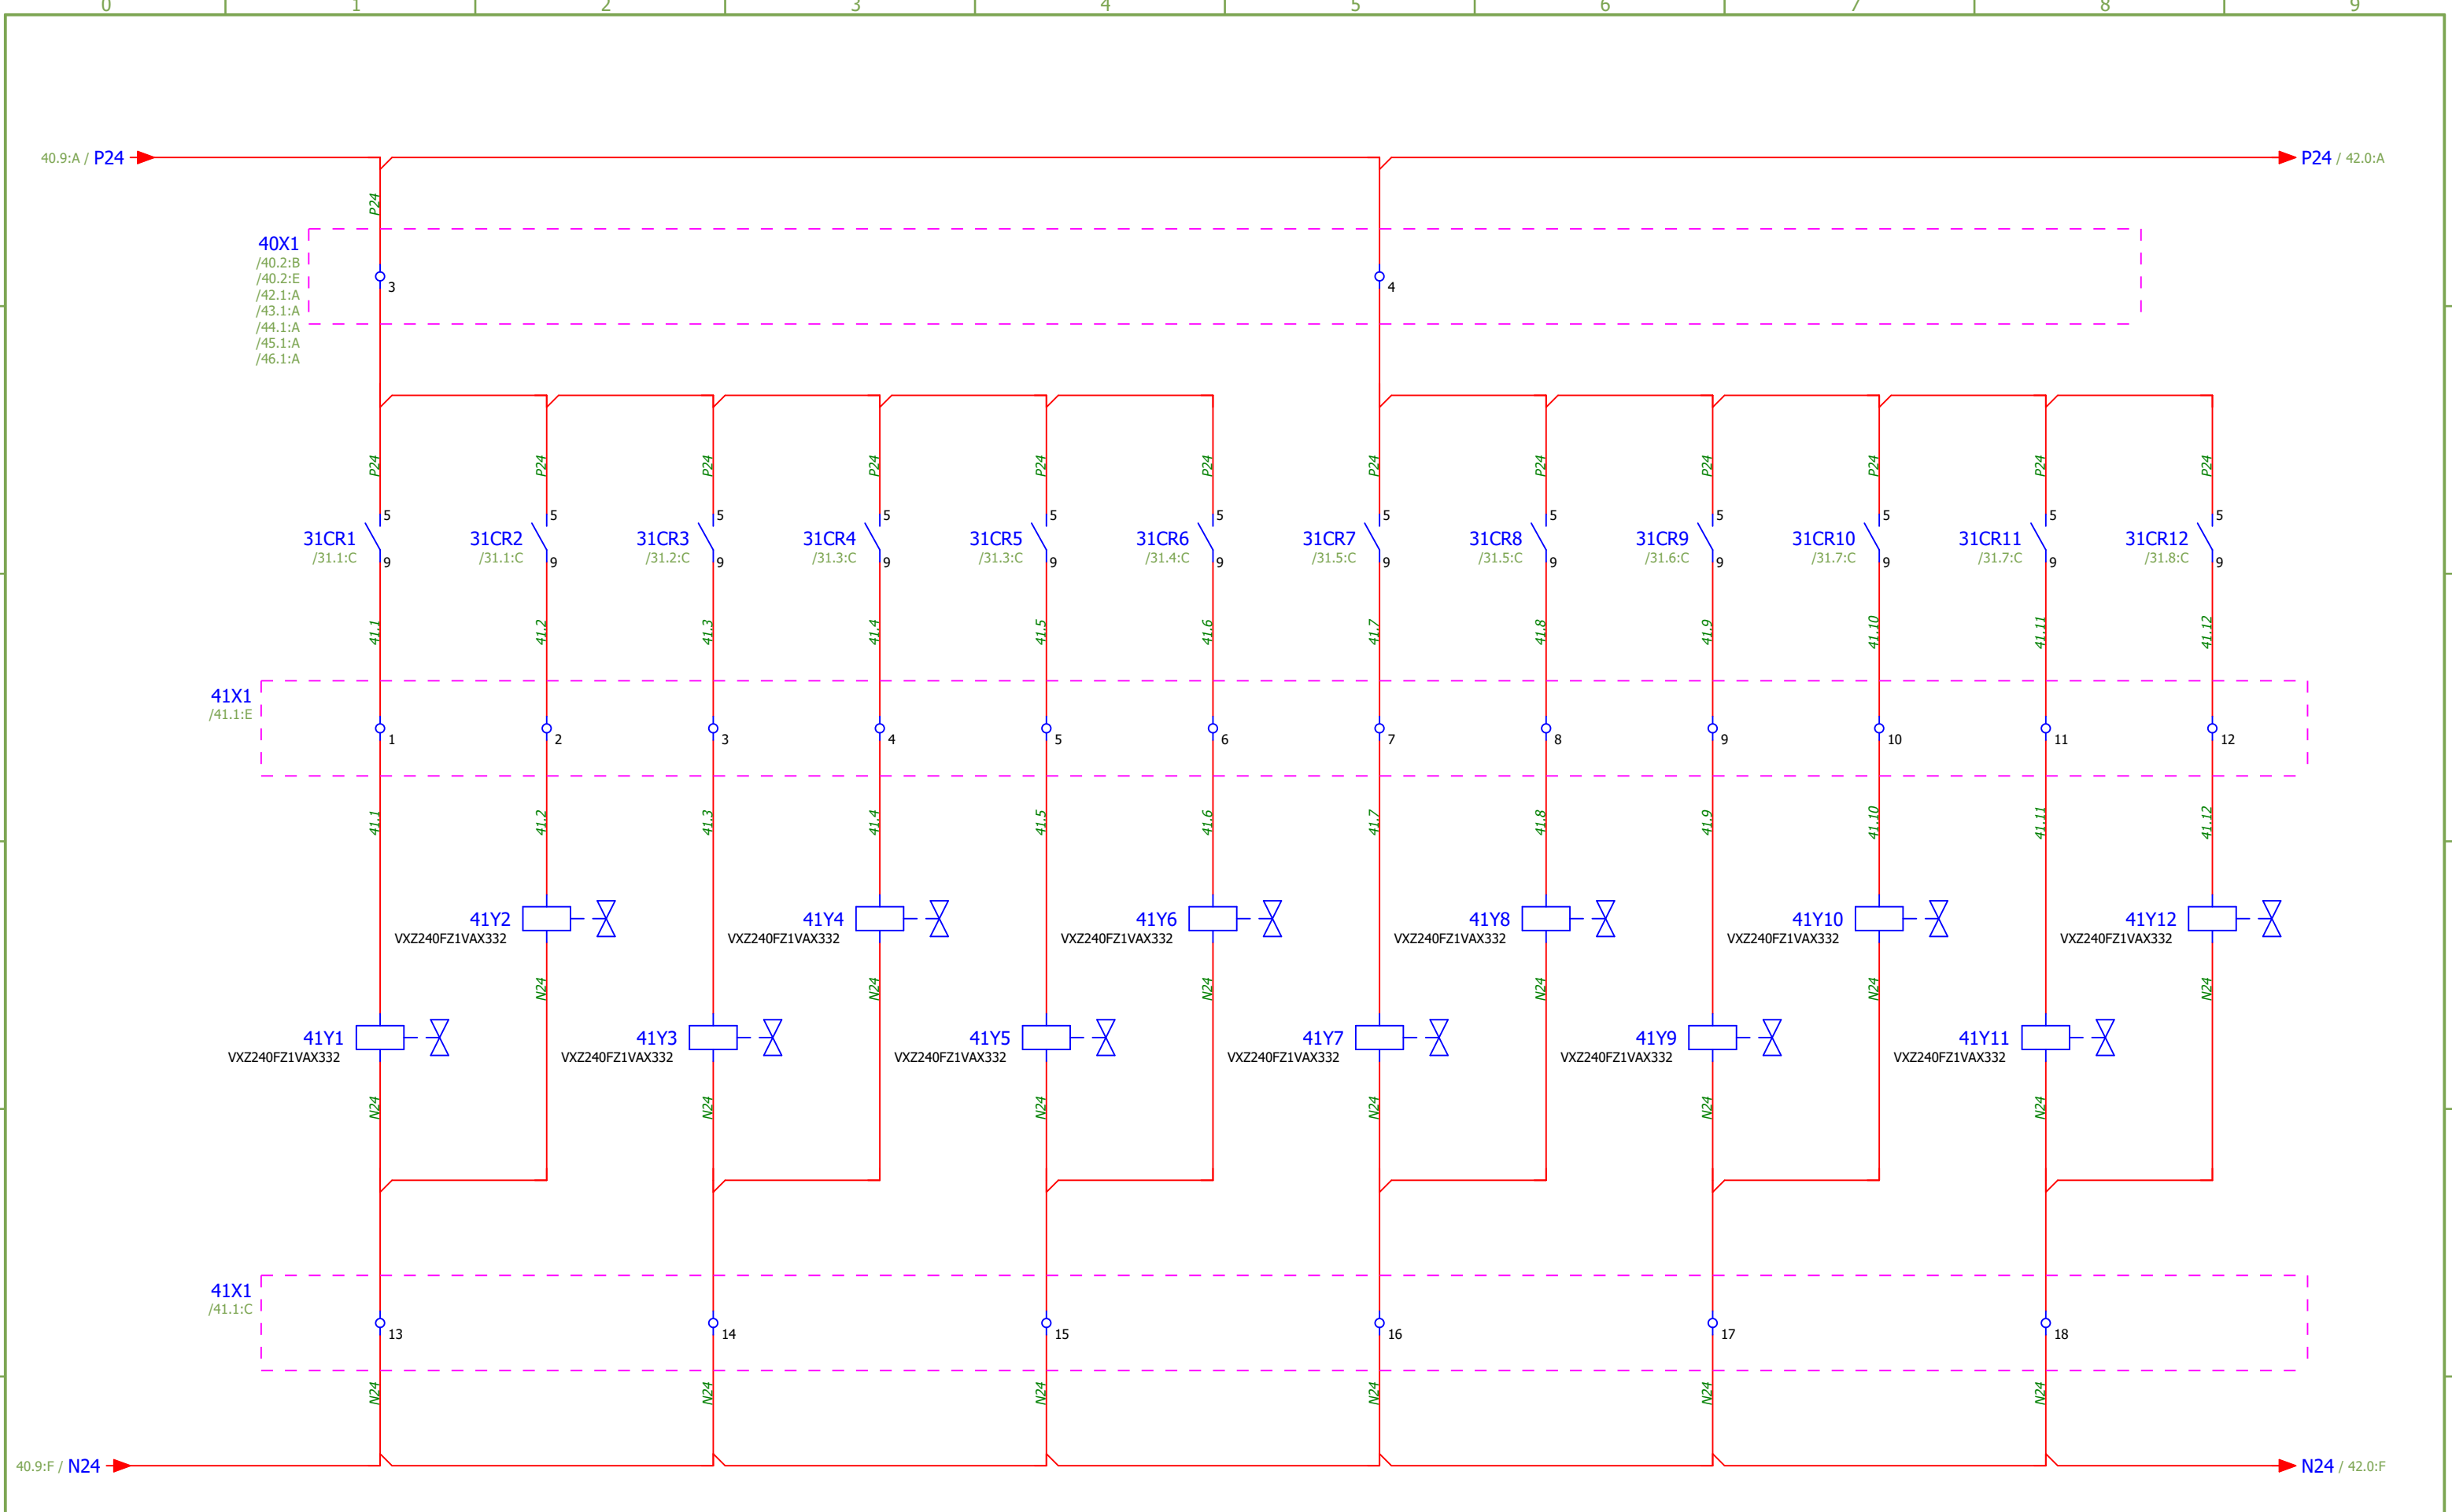 0 1 2 3 4 5 6 7 8 9
40.9:A / P24 P24 / 42.0:A
P24
40X1
/40.2:B
/40.2:E
/42.1:A
/43.1:A
/44.1:A
/45.1:A
/46.1:A
3 4
P24 P24 P24 P24 P24 P24 P24 P24 P24 P24 P24 P24
5 5 5 5 5 5 5 5 5 5 5 5
31CR1 31CR2 31CR3 31CR4 31CR5 31CR6 31CR7 31CR8 31CR9 31CR10 31CR11 31CR12
/31.1:C /31.1:C /31.2:C /31.3:C /31.3:C /31.4:C /31.5:C /31.5:C /31.6:C /31.7:C /31.7:C /31.8:C
9 9 9 9 9 9 9 9 9 9 9 9
41.1 41.2 41.3 41.4 41.5 41.6 41.7 41.8 41.9 41.10 41.11 41.12
41X1
/41.1:E
1 2 3 4 5 6 7 8 9 10 11 12
41.1 41.2 41.3 41.4 41.5 41.6 41.7 41.8 41.9 41.10 41.11 41.12
41Y2 41Y4 41Y6 41Y8 41Y10 41Y12
VXZ240FZ1VAX332 VXZ240FZ1VAX332 VXZ240FZ1VAX332 VXZ240FZ1VAX332 VXZ240FZ1VAX332 VXZ240FZ1VAX332
N24 N24 N24 N24 N24 N24
41Y1 41Y3 41Y5 41Y7 41Y9 41Y11
VXZ240FZ1VAX332 VXZ240FZ1VAX332 VXZ240FZ1VAX332 VXZ240FZ1VAX332 VXZ240FZ1VAX332 VXZ240FZ1VAX332
N24 N24 N24 N24 N24 N24
41X1
/41.1:C
13 14 15 16 17 18
N24 N24 N24 N24 N24 N24
40.9:F / N24 N24 / 42.0:F